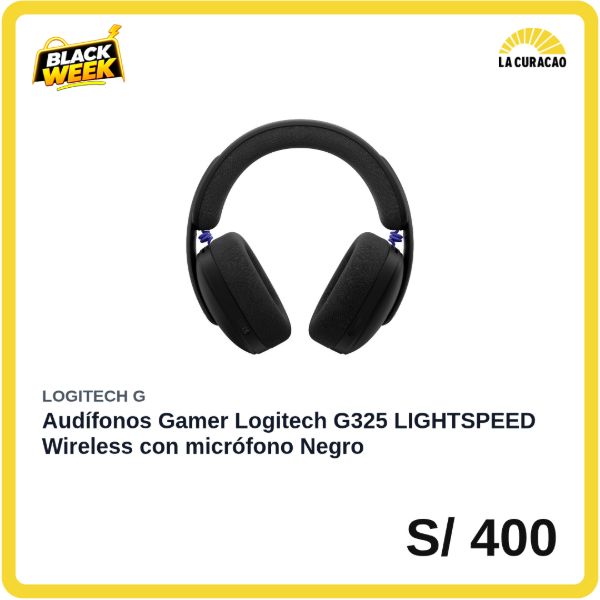 BLACK
WEEK
LA CURACAO
LOGITECH G
Audífonos Gamer Logitech G325 LIGHTSPEED
Wireless con micrófono Negro
S/ 400